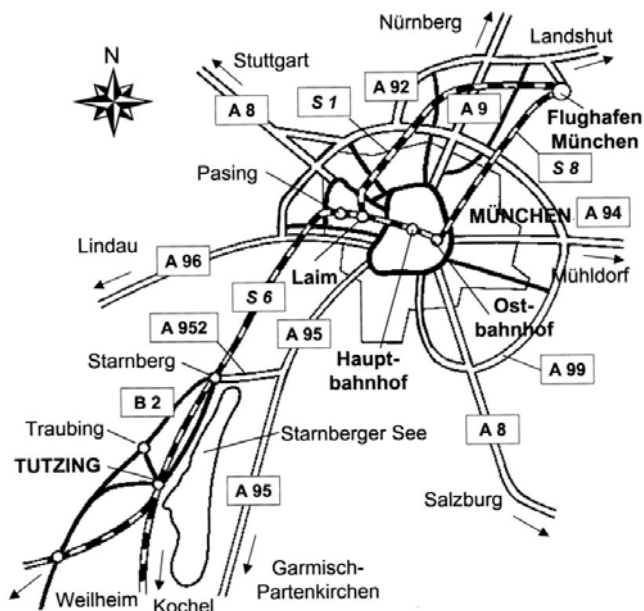 Nürnberg
Landshut
N
Stuttgart
A 92
A 8
S 1
A 9
Flughafen
München
Pasing
S 8
MÜNCHEN
A 94
Lindau
A 96
Laim
Mühldorf
S 6
Ost-
bahnhof
A 952
A 95
Haupt-
bahnhof
Starnberg
A 99
B 2
Traubing
Starnberger See
A 8
TUTZING
A 95
Salzburg
Garmisch-
Partenkirchen
Weilheim
Kochel